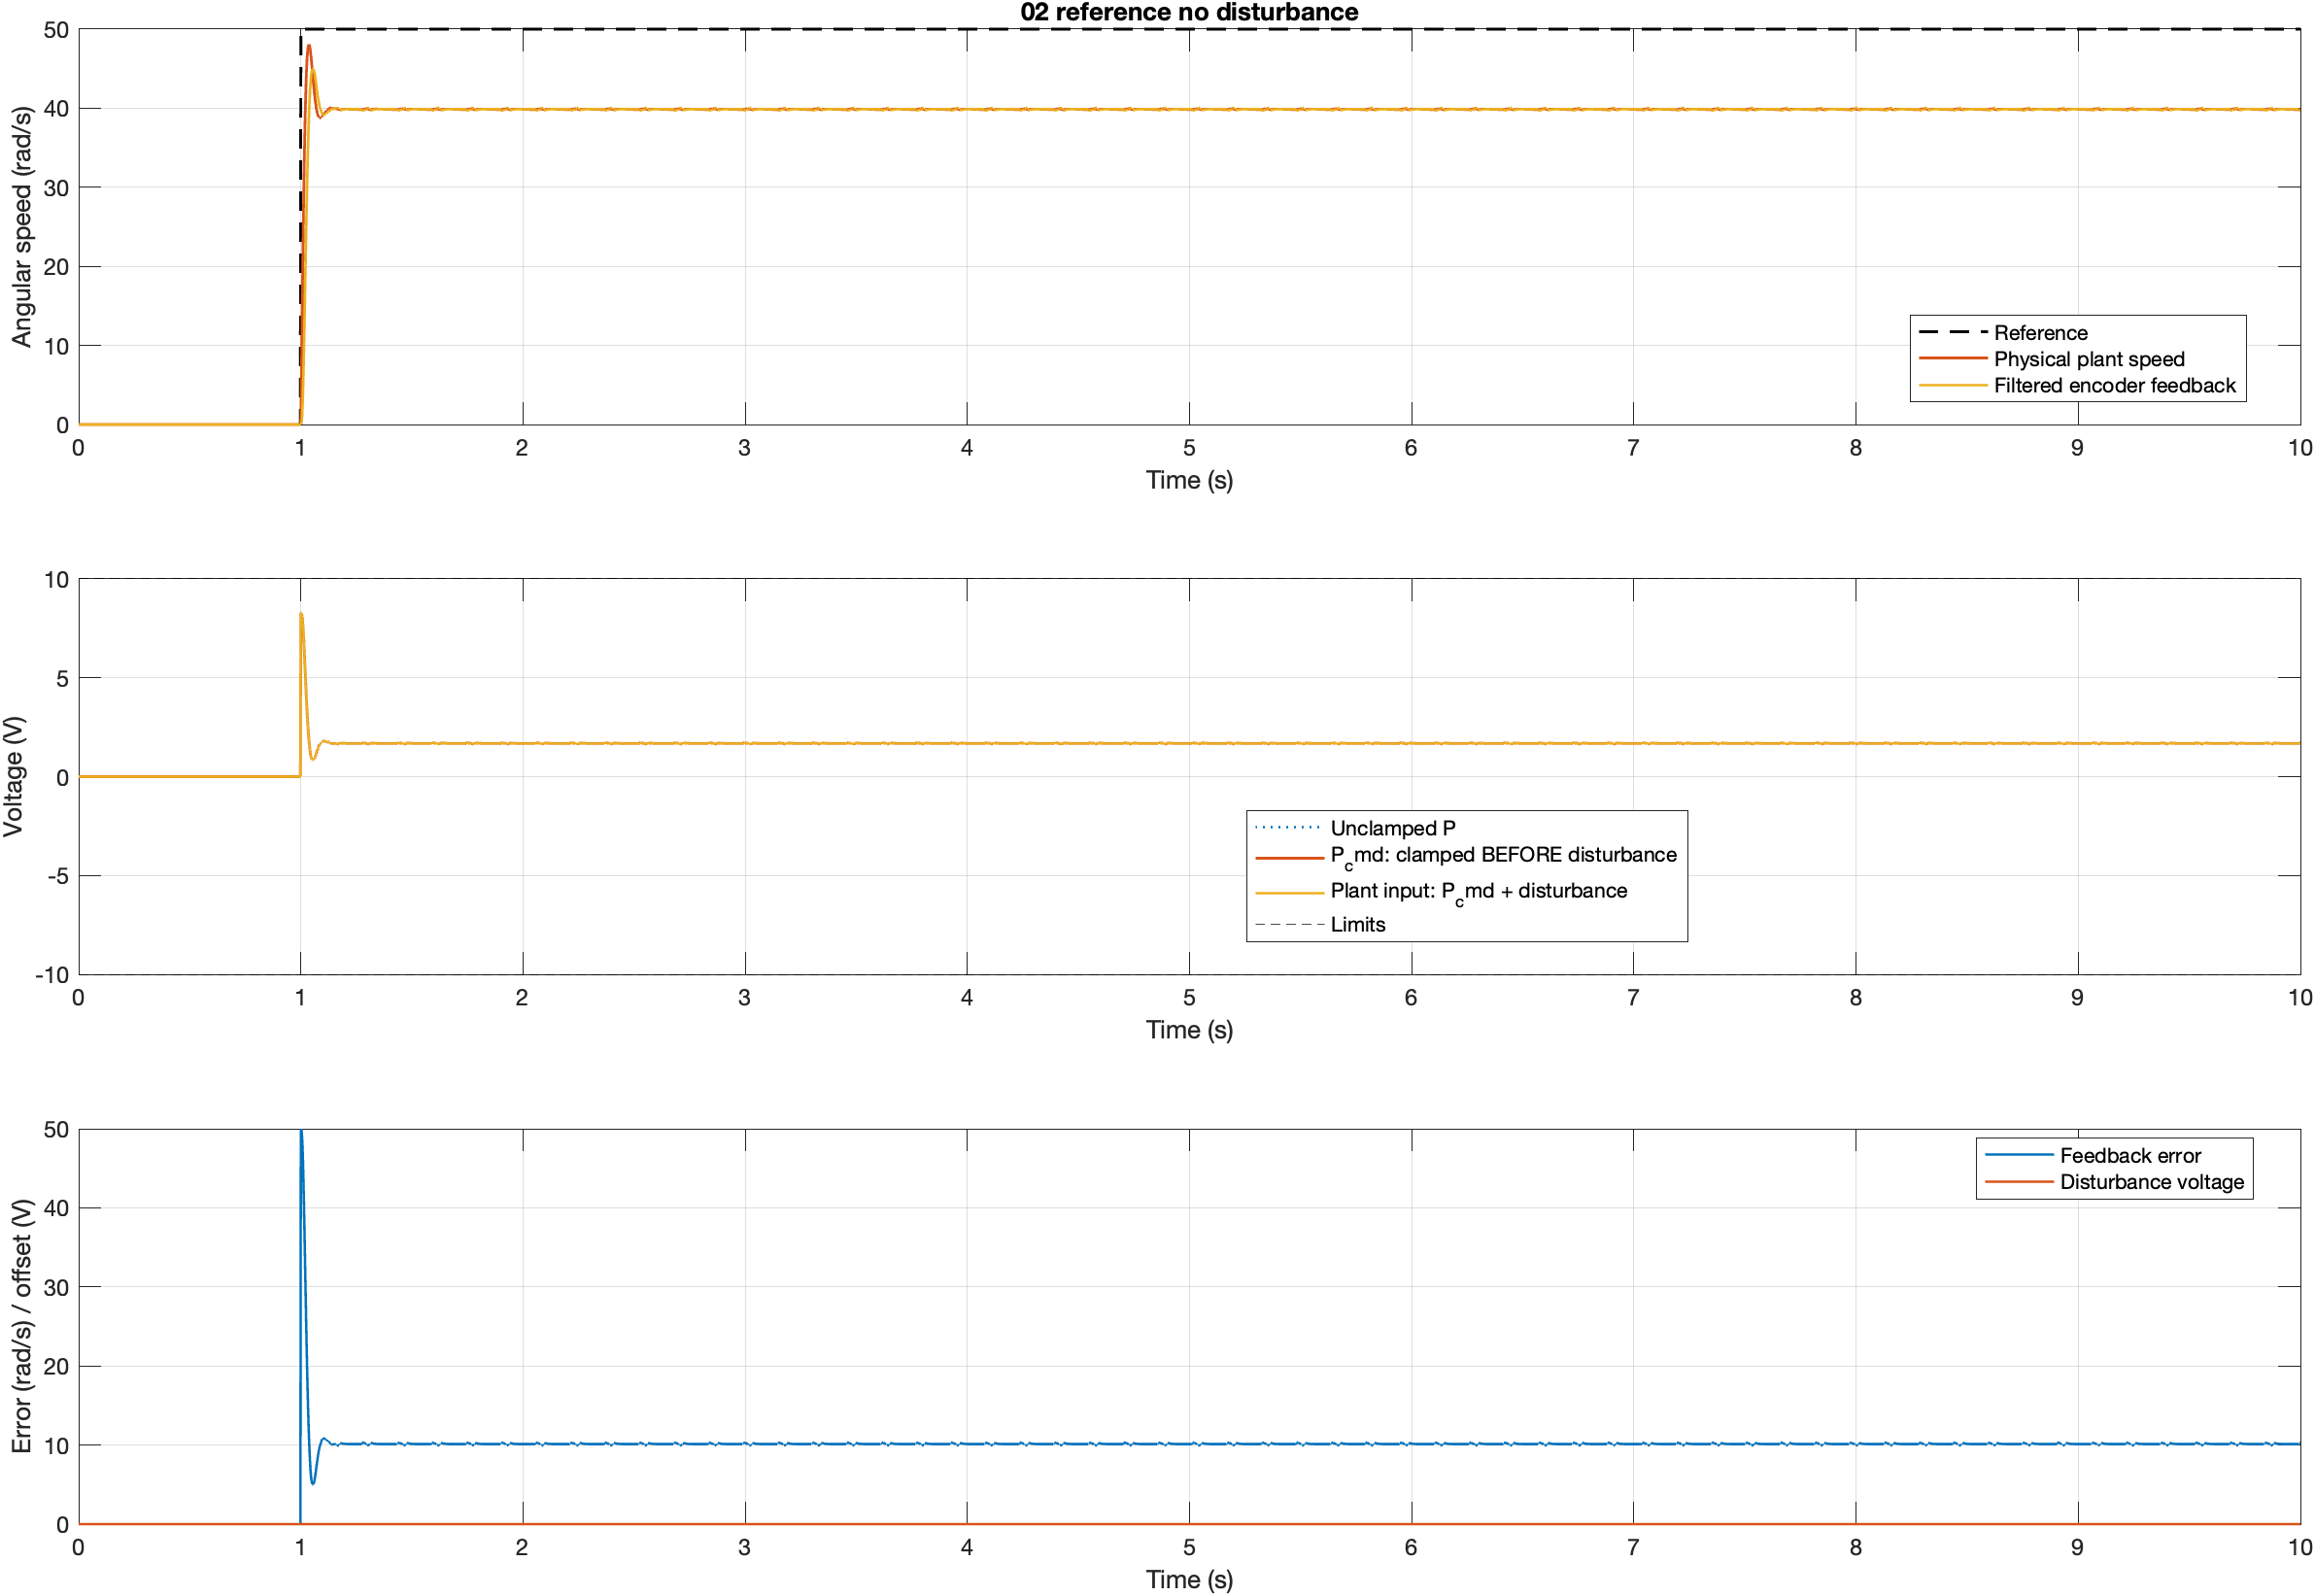 02 reference no disturbance
50
40
30
20
10
0
Angular speed (rad/s)
Reference
Physical plant speed
Filtered encoder feedback
0 1 2 3 4 5 6 7 8 9 10
Time (s)
10
5
0
-5
-10
Voltage (V)
Unclamped P
Pcmd: clamped BEFORE disturbance
Plant input: Pcmd + disturbance
Limits
0 1 2 3 4 5 6 7 8 9 10
Time (s)
50
40
30
20
10
0
Error (rad/s) / offset (V)
Feedback error
Disturbance voltage
0 1 2 3 4 5 6 7 8 9 10
Time (s)